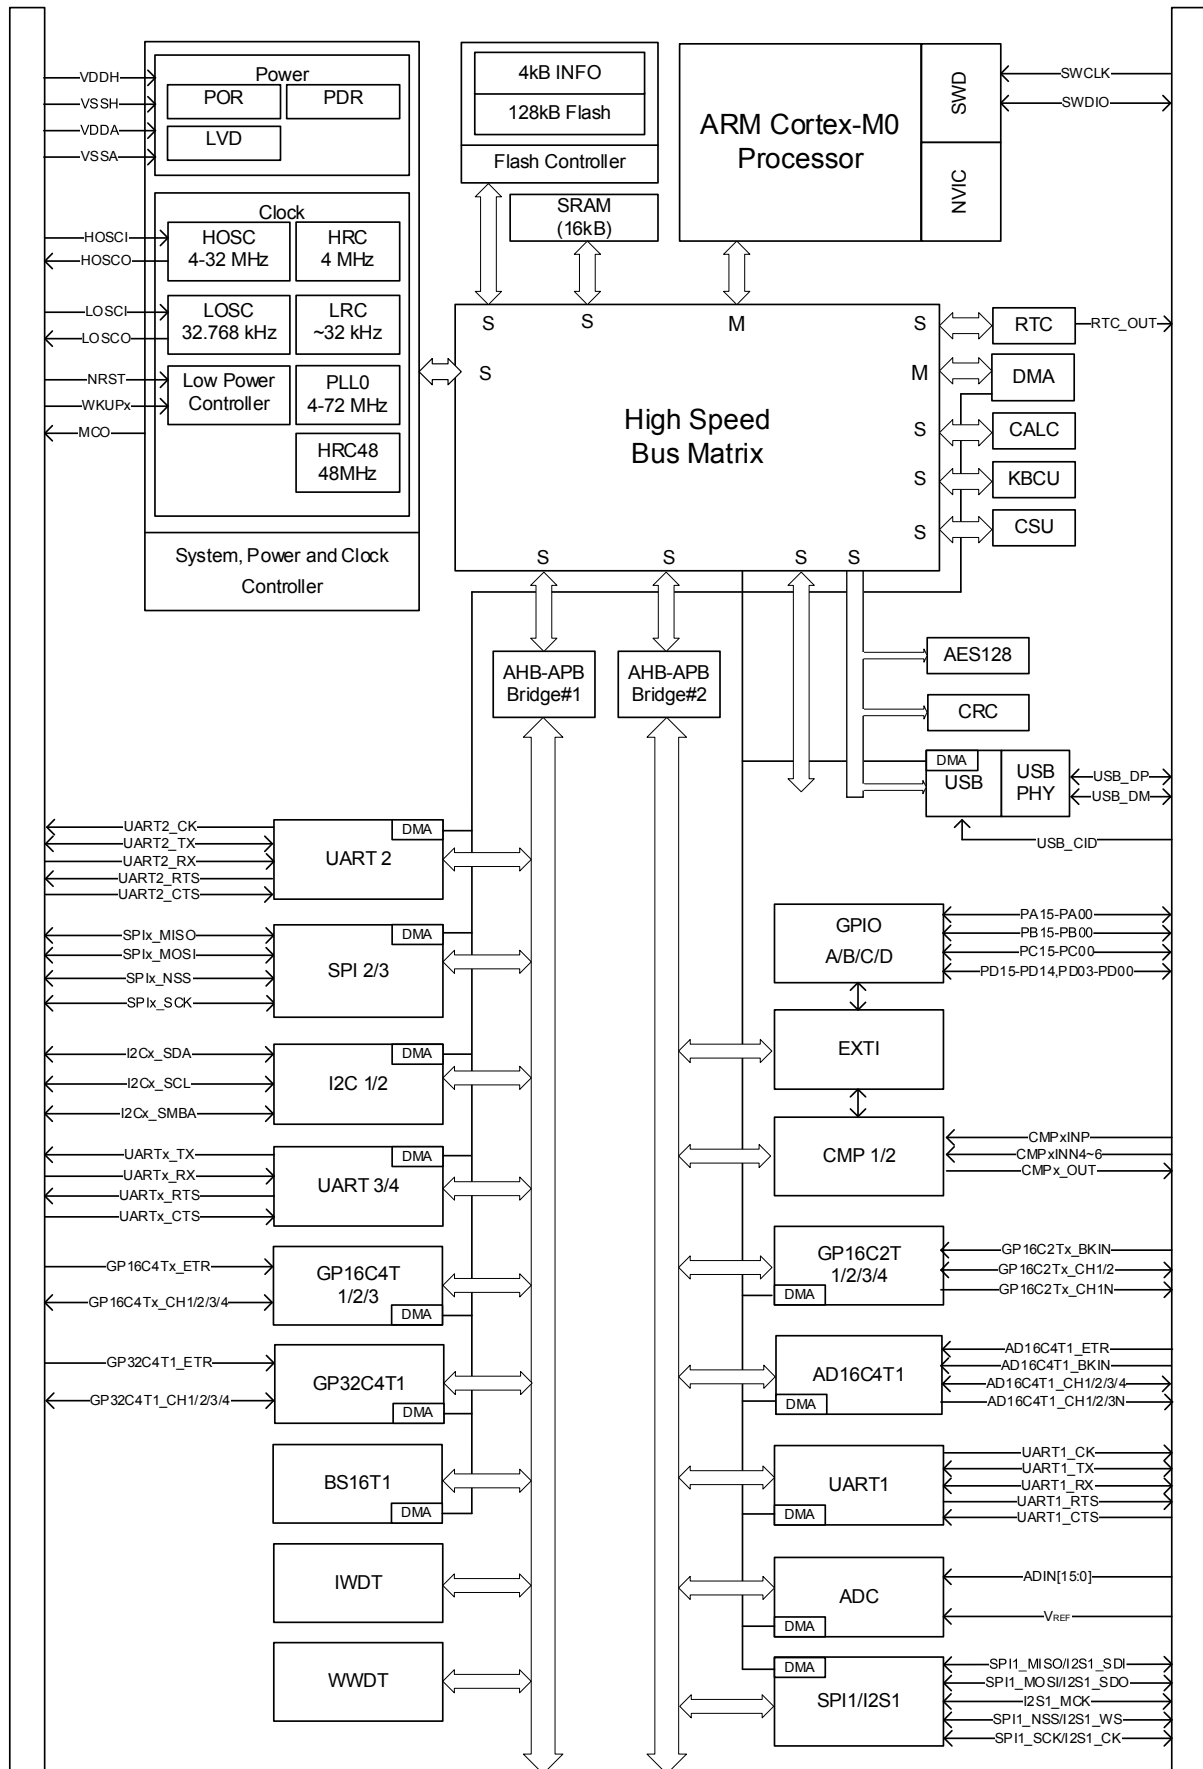 VDDH
VSSH
VDDA
VSSA
Power
POR
PDR
LVD
Clock
HOSCI
HOSCO
HOSC
4-32 MHz
HRC
4 MHz
LOSCI
LOSCO
LOSC
32.768 kHz
LRC
~32 kHz
NRST
WKUPx
MCO
Low Power
Controller
PLL0
4-72 MHz
HRC48
48MHz
System, Power and Clock
Controller
4kB INFO
128kB Flash
Flash Controller
SRAM
(16kB)
ARM Cortex-M0
Processor
SWD
NVIC
SWCLK
SWDIO
S
S
M
S
S
M
S
S
S
S
S
S
S
High Speed
Bus Matrix
RTC
RTC_OUT
DMA
CALC
KBCU
CSU
AHB-APB
Bridge#1
AHB-APB
Bridge#2
AES128
CRC
DMA
USB
USB
PHY
USB_DP
USB_DM
USB_CID
UART2_CK
UART2_TX
UART2_RX
UART2_RTS
UART2_CTS
DMA
UART 2
SPIx_MISO
SPIx_MOSI
SPIx_NSS
SPIx_SCK
DMA
SPI 2/3
I2Cx_SDA
I2Cx_SCL
I2Cx_SMBA
DMA
I2C 1/2
UARTx_TX
UARTx_RX
UARTx_RTS
UARTx_CTS
DMA
UART 3/4
GP16C4Tx_ETR
GP16C4Tx_CH1/2/3/4
GP16C4T
1/2/3
DMA
GP32C4T1_ETR
GP32C4T1_CH1/2/3/4
GP32C4T1
DMA
BS16T1
DMA
IWDT
WWDT
GPIO
A/B/C/D
PA15-PA00
PB15-PB00
PC15-PC00
PD15-PD14,PD03-PD00
EXTI
CMP 1/2
CMPxINP
CMPxINN4~6
CMPx_OUT
GP16C2T
1/2/3/4
DMA
GP16C2Tx_BKIN
GP16C2Tx_CH1/2
GP16C2Tx_CH1N
AD16C4T1
DMA
AD16C4T1_ETR
AD16C4T1_BKIN
AD16C4T1_CH1/2/3/4
AD16C4T1_CH1/2/3N
UART1
DMA
UART1_CK
UART1_TX
UART1_RX
UART1_RTS
UART1_CTS
ADC
DMA
ADIN[15:0]
VREF
DMA
SPI1/I2S1
SPI1_MISO/I2S1_SDI
SPI1_MOSI/I2S1_SDO
I2S1_MCK
SPI1_NSS/I2S1_WS
SPI1_SCK/I2S1_CK